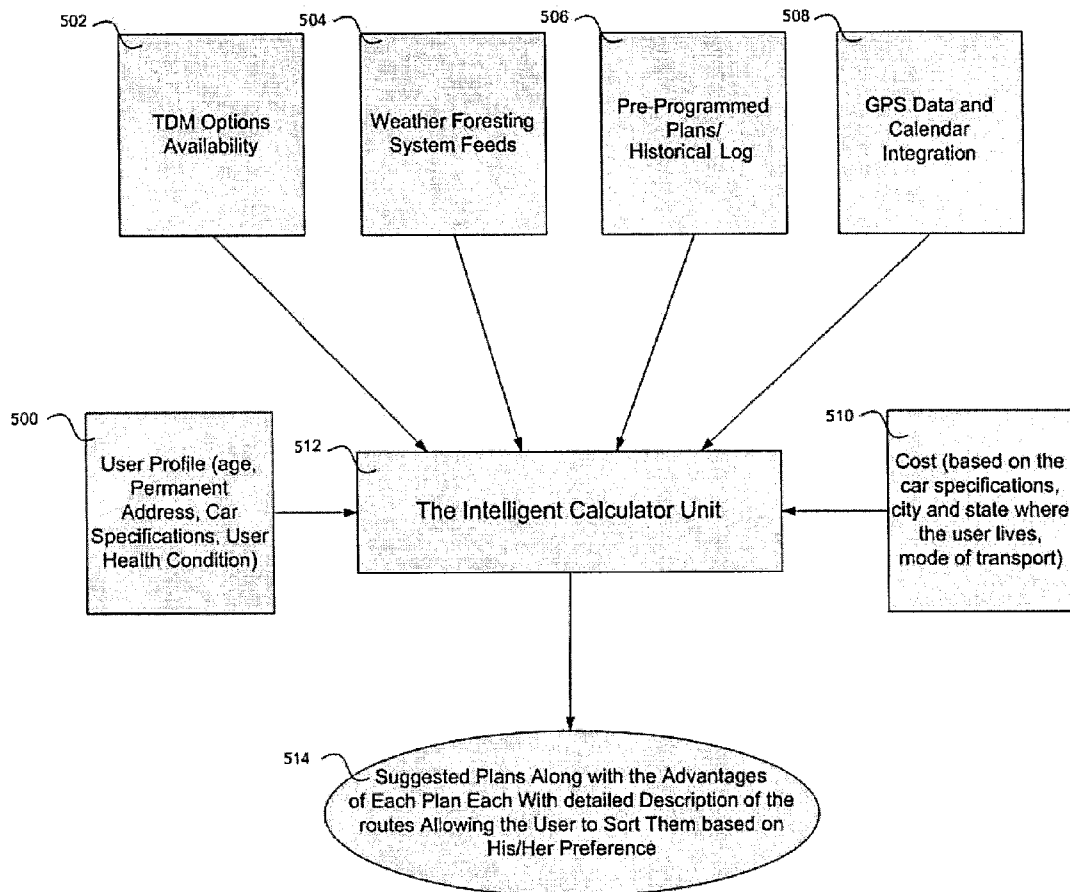 502
TDM Options
Availability
504
Weather Foresting
System Feeds
506
Pre-Programmed
Plans/
Historical Log
508
GPS Data and
Calendar
Integration
500
User Profile (age,
Permanent
Address, Car
Specifications, User
Health Condition)
512
The Intelligent Calculator Unit
510
Cost (based on the
car specifications,
city and state where
the user lives,
mode of transport)
514
Suggested Plans Along with the Advantages
of Each Plan Each With detailed Description of the
routes Allowing the User to Sort Them based on
His/Her Preference